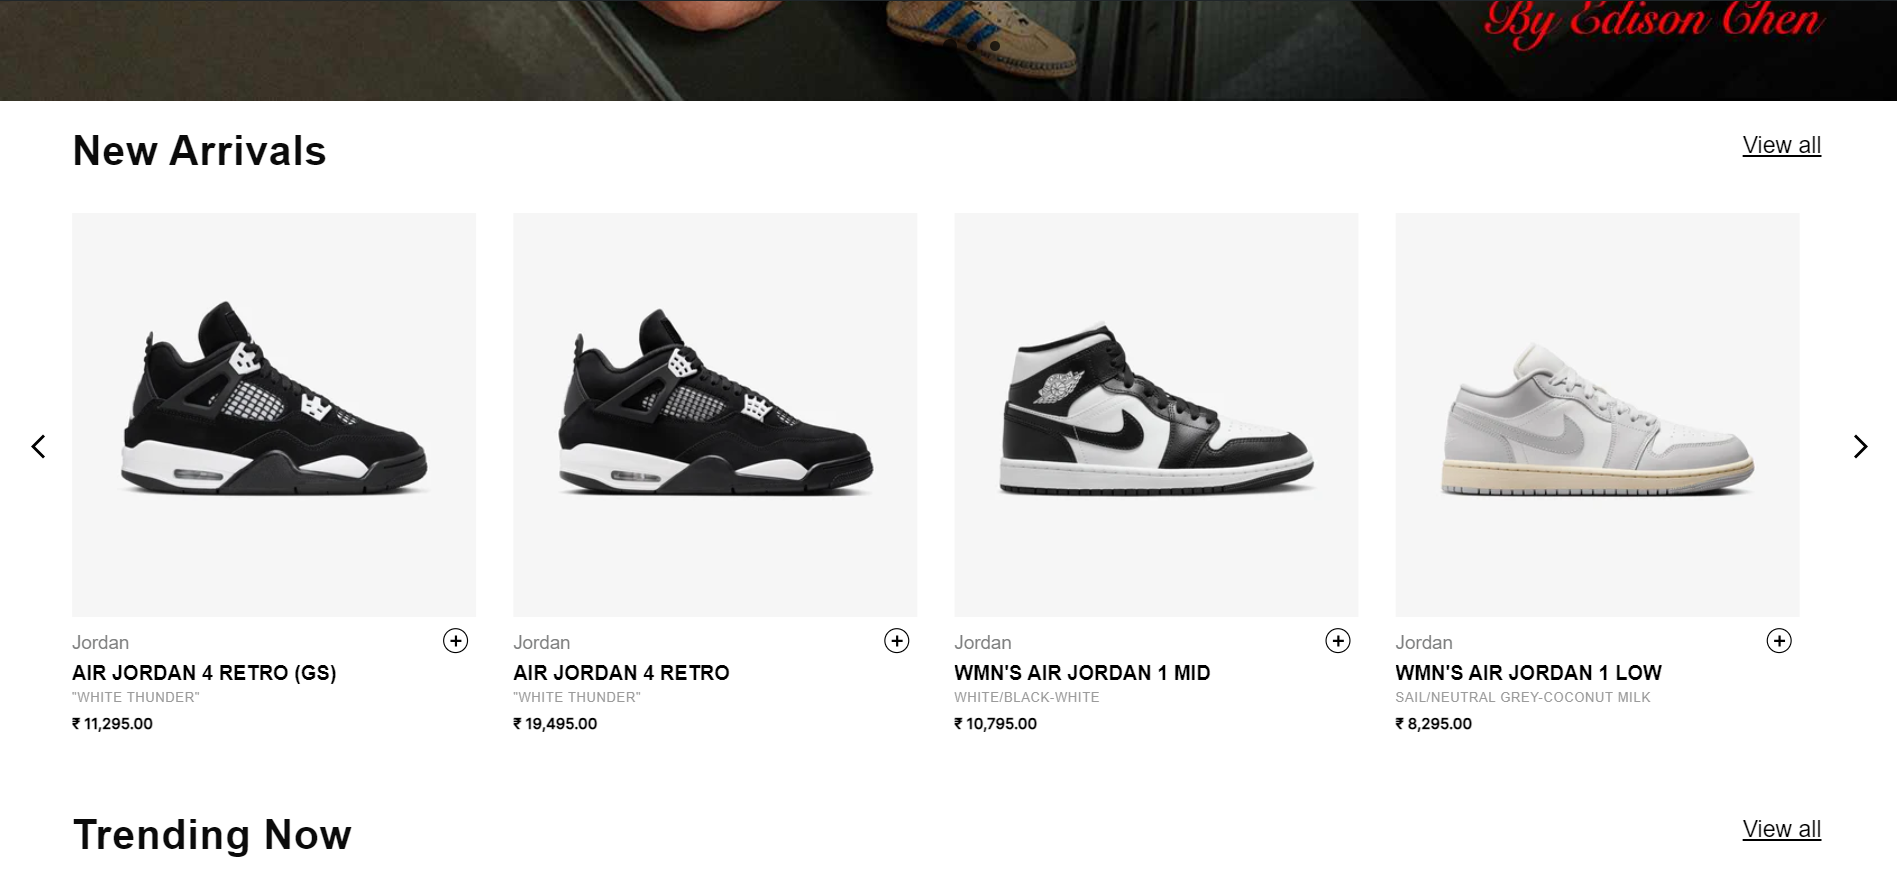 By Edison Chen
New Arrivals
View all
Jordan
AIR JORDAN 4 RETRO (GS)
"WHITE THUNDER"
₹ 11,295.00
Jordan
AIR JORDAN 4 RETRO
"WHITE THUNDER"
₹ 19,495.00
Jordan
WMN'S AIR JORDAN 1 MID
WHITE/BLACK-WHITE
₹ 10,795.00
Jordan
WMN'S AIR JORDAN 1 LOW
SAIL/NEUTRAL GREY-COCONUT MILK
₹ 8,295.00
Trending Now
View all